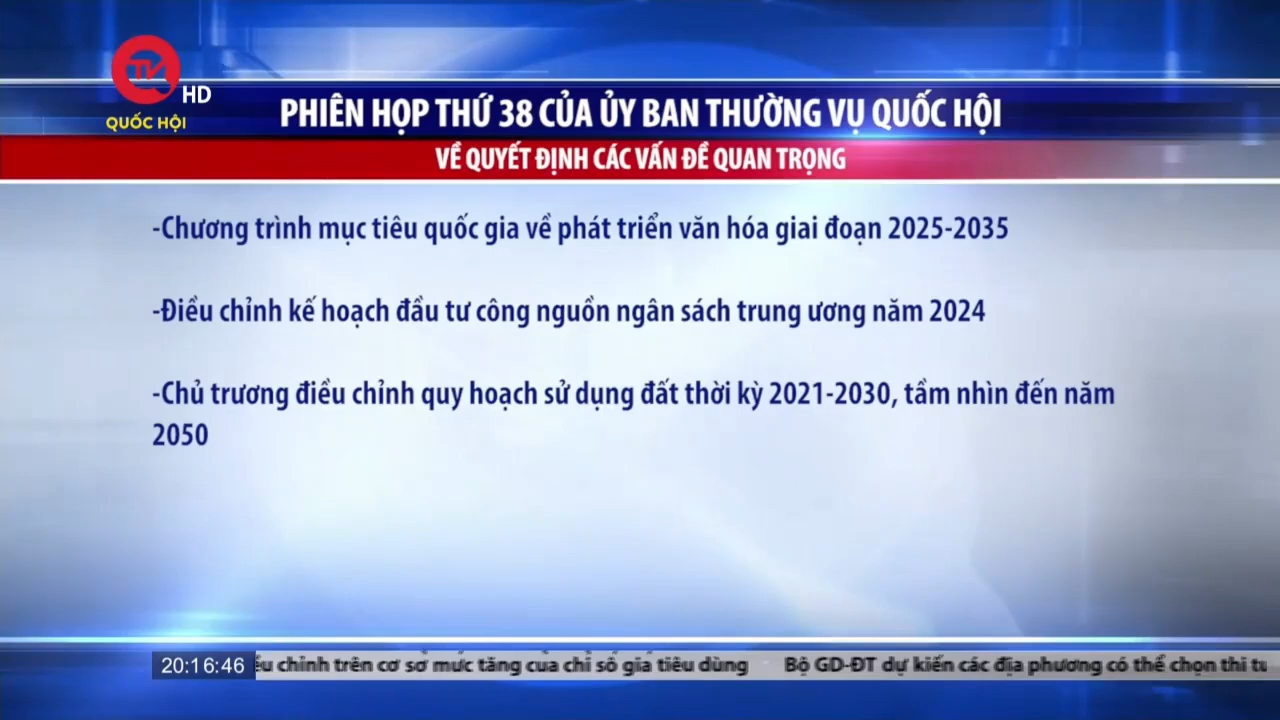 TV
HD
QUỐC HỘI
PHIÊN HỌP THỨ 38 CỦA ỦY BAN THƯỜNG VỤ QUỐC HỘI
VỀ QUYẾT ĐỊNH CÁC VẤN ĐỀ QUAN TRỌNG
-Chương trình mục tiêu quốc gia về phát triển văn hóa giai đoạn 2025-2035
-Điều chỉnh kế hoạch đầu tư công nguồn ngân sách trung ương năm 2024
-Chủ trương điều chỉnh quy hoạch sử dụng đất thời kỳ 2021-2030, tầm nhìn đến năm
2050
20:16:46 chỉnh trên cơ sở mức tăng của chỉ số giá tiêu dùng Bộ GD-ĐT dự kiến các địa phương có thể chọn thi